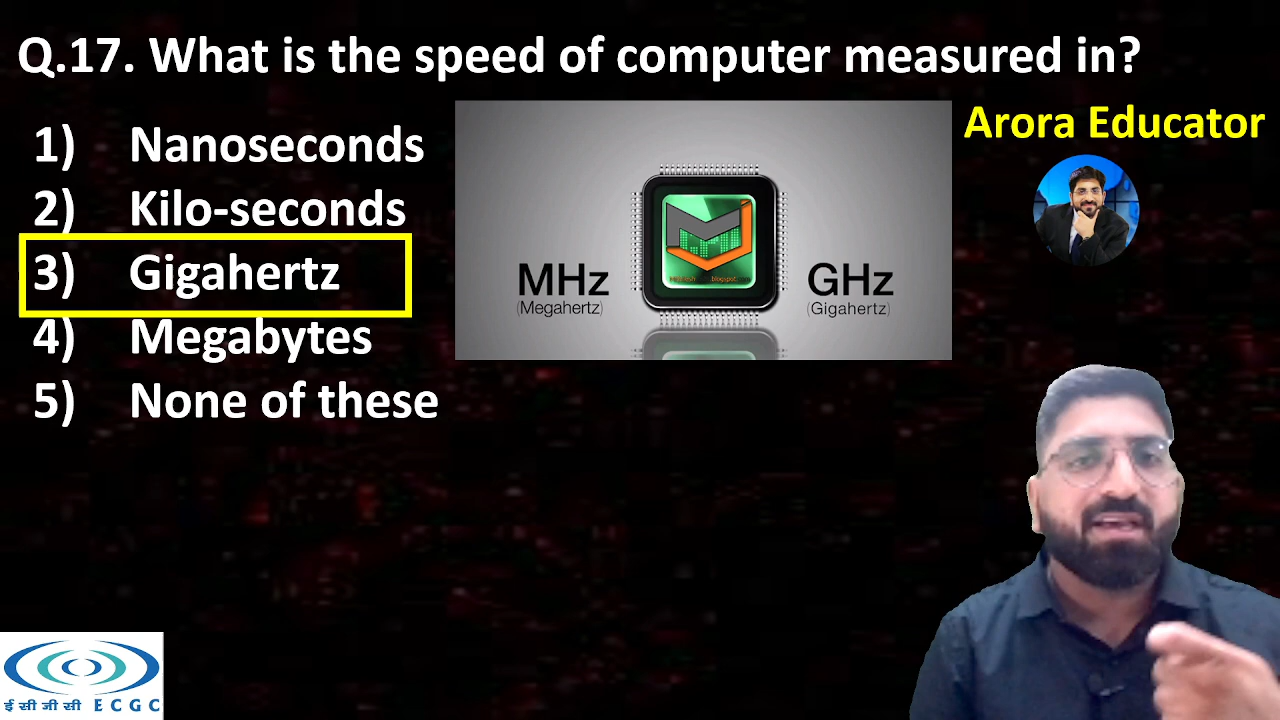 Q.17. What is the speed of computer measured in?
Arora Educator
1) Nanoseconds
2) Kilo-seconds
3) Gigahertz
4) Megabytes
5) None of these
MHz
(Megahertz)
GHz
(Gigahertz)
ई सी जी सी E C G C